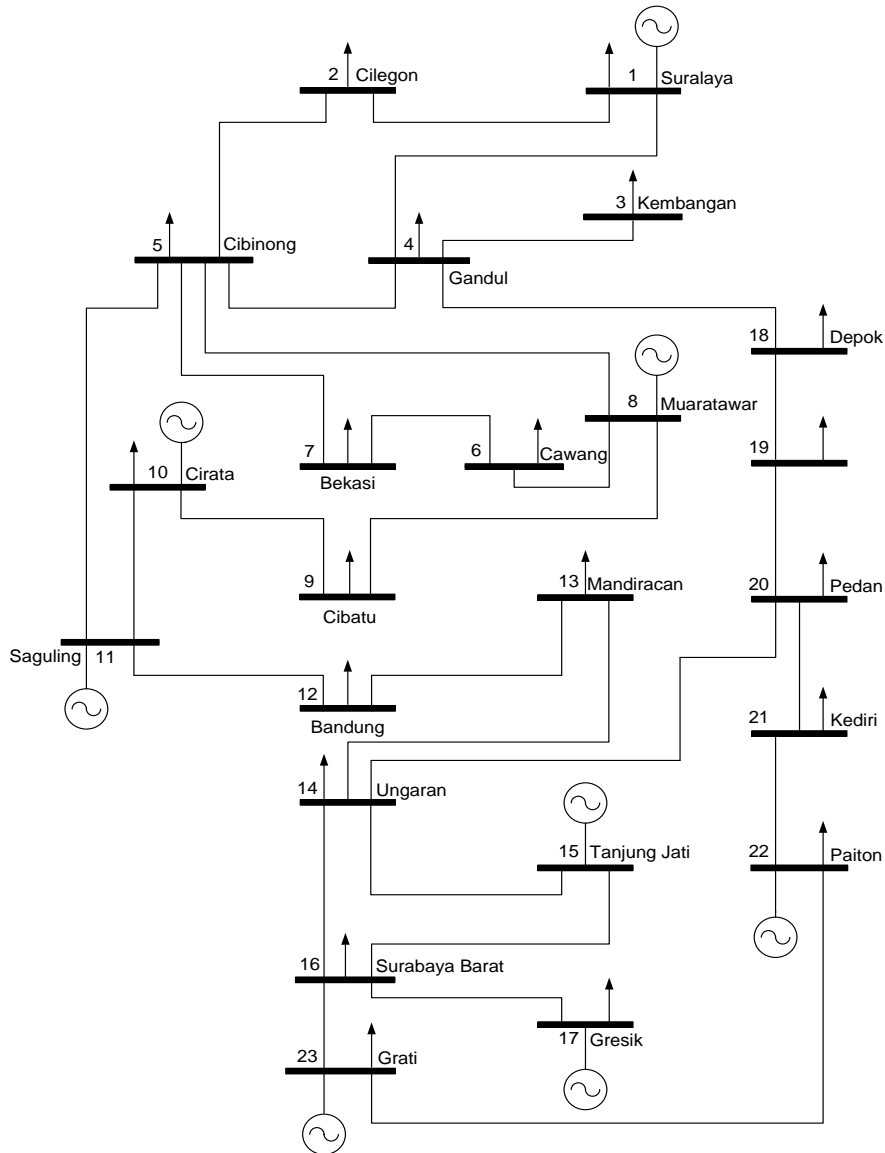 2 Cilegon
1 Suralaya
3 Kembangan
5 Cibinong
4
Gandul
18 Depok
8 Muaratawar
7
Bekasi
6 Cawang
19
10 Cirata
9
Cibatu
13 Mandiracan
20 Pedan
Saguling 11
12
Bandung
21 Kediri
14 Ungaran
15 Tanjung Jati
22 Paiton
16 Surabaya Barat
17 Gresik
23 Grati